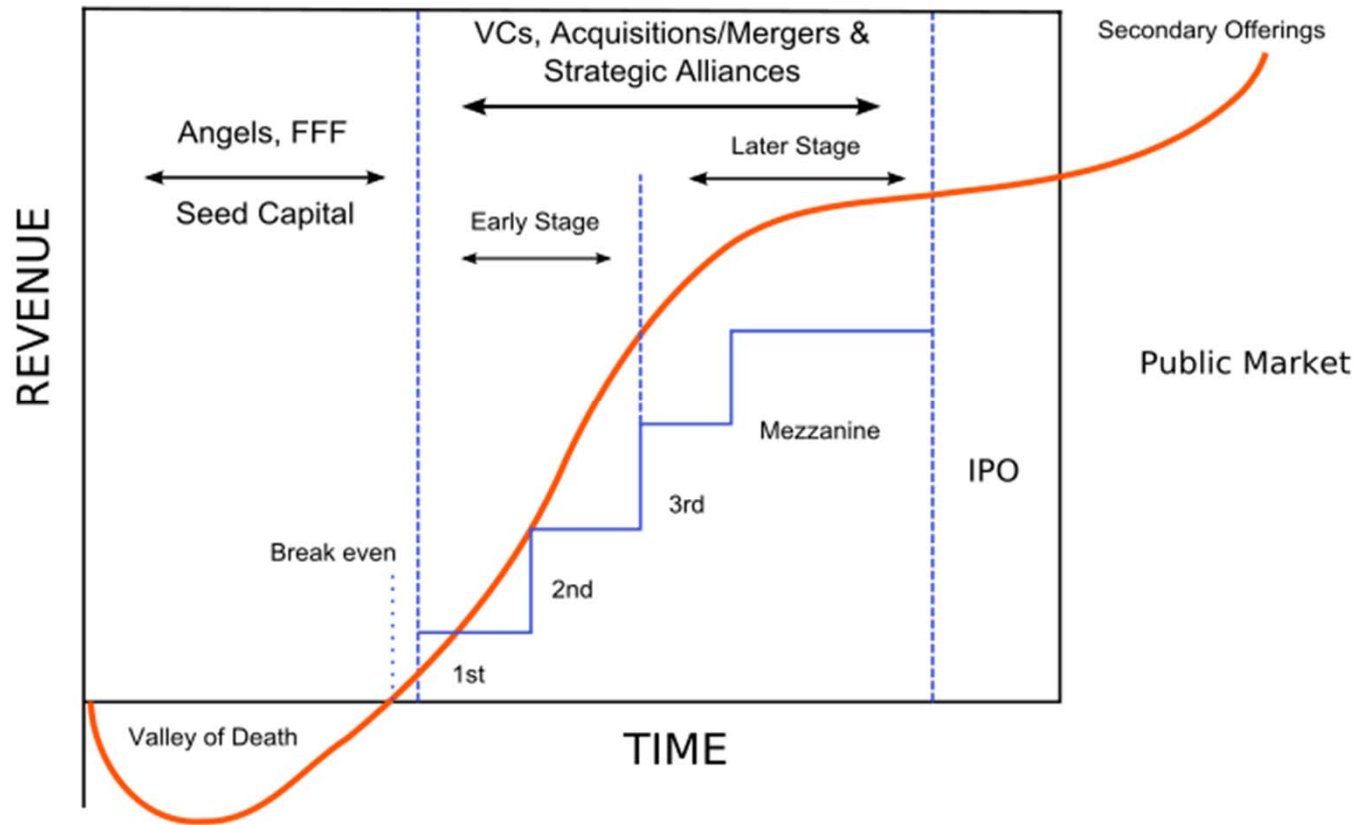 VCs, Acquisitions/Mergers &
Strategic Alliances
Secondary Offerings
Angels, FFF
Seed Capital
Later Stage
Early Stage
REVENUE
Public Market
Mezzanine
IPO
3rd
Break even
2nd
1st
Valley of Death
TIME